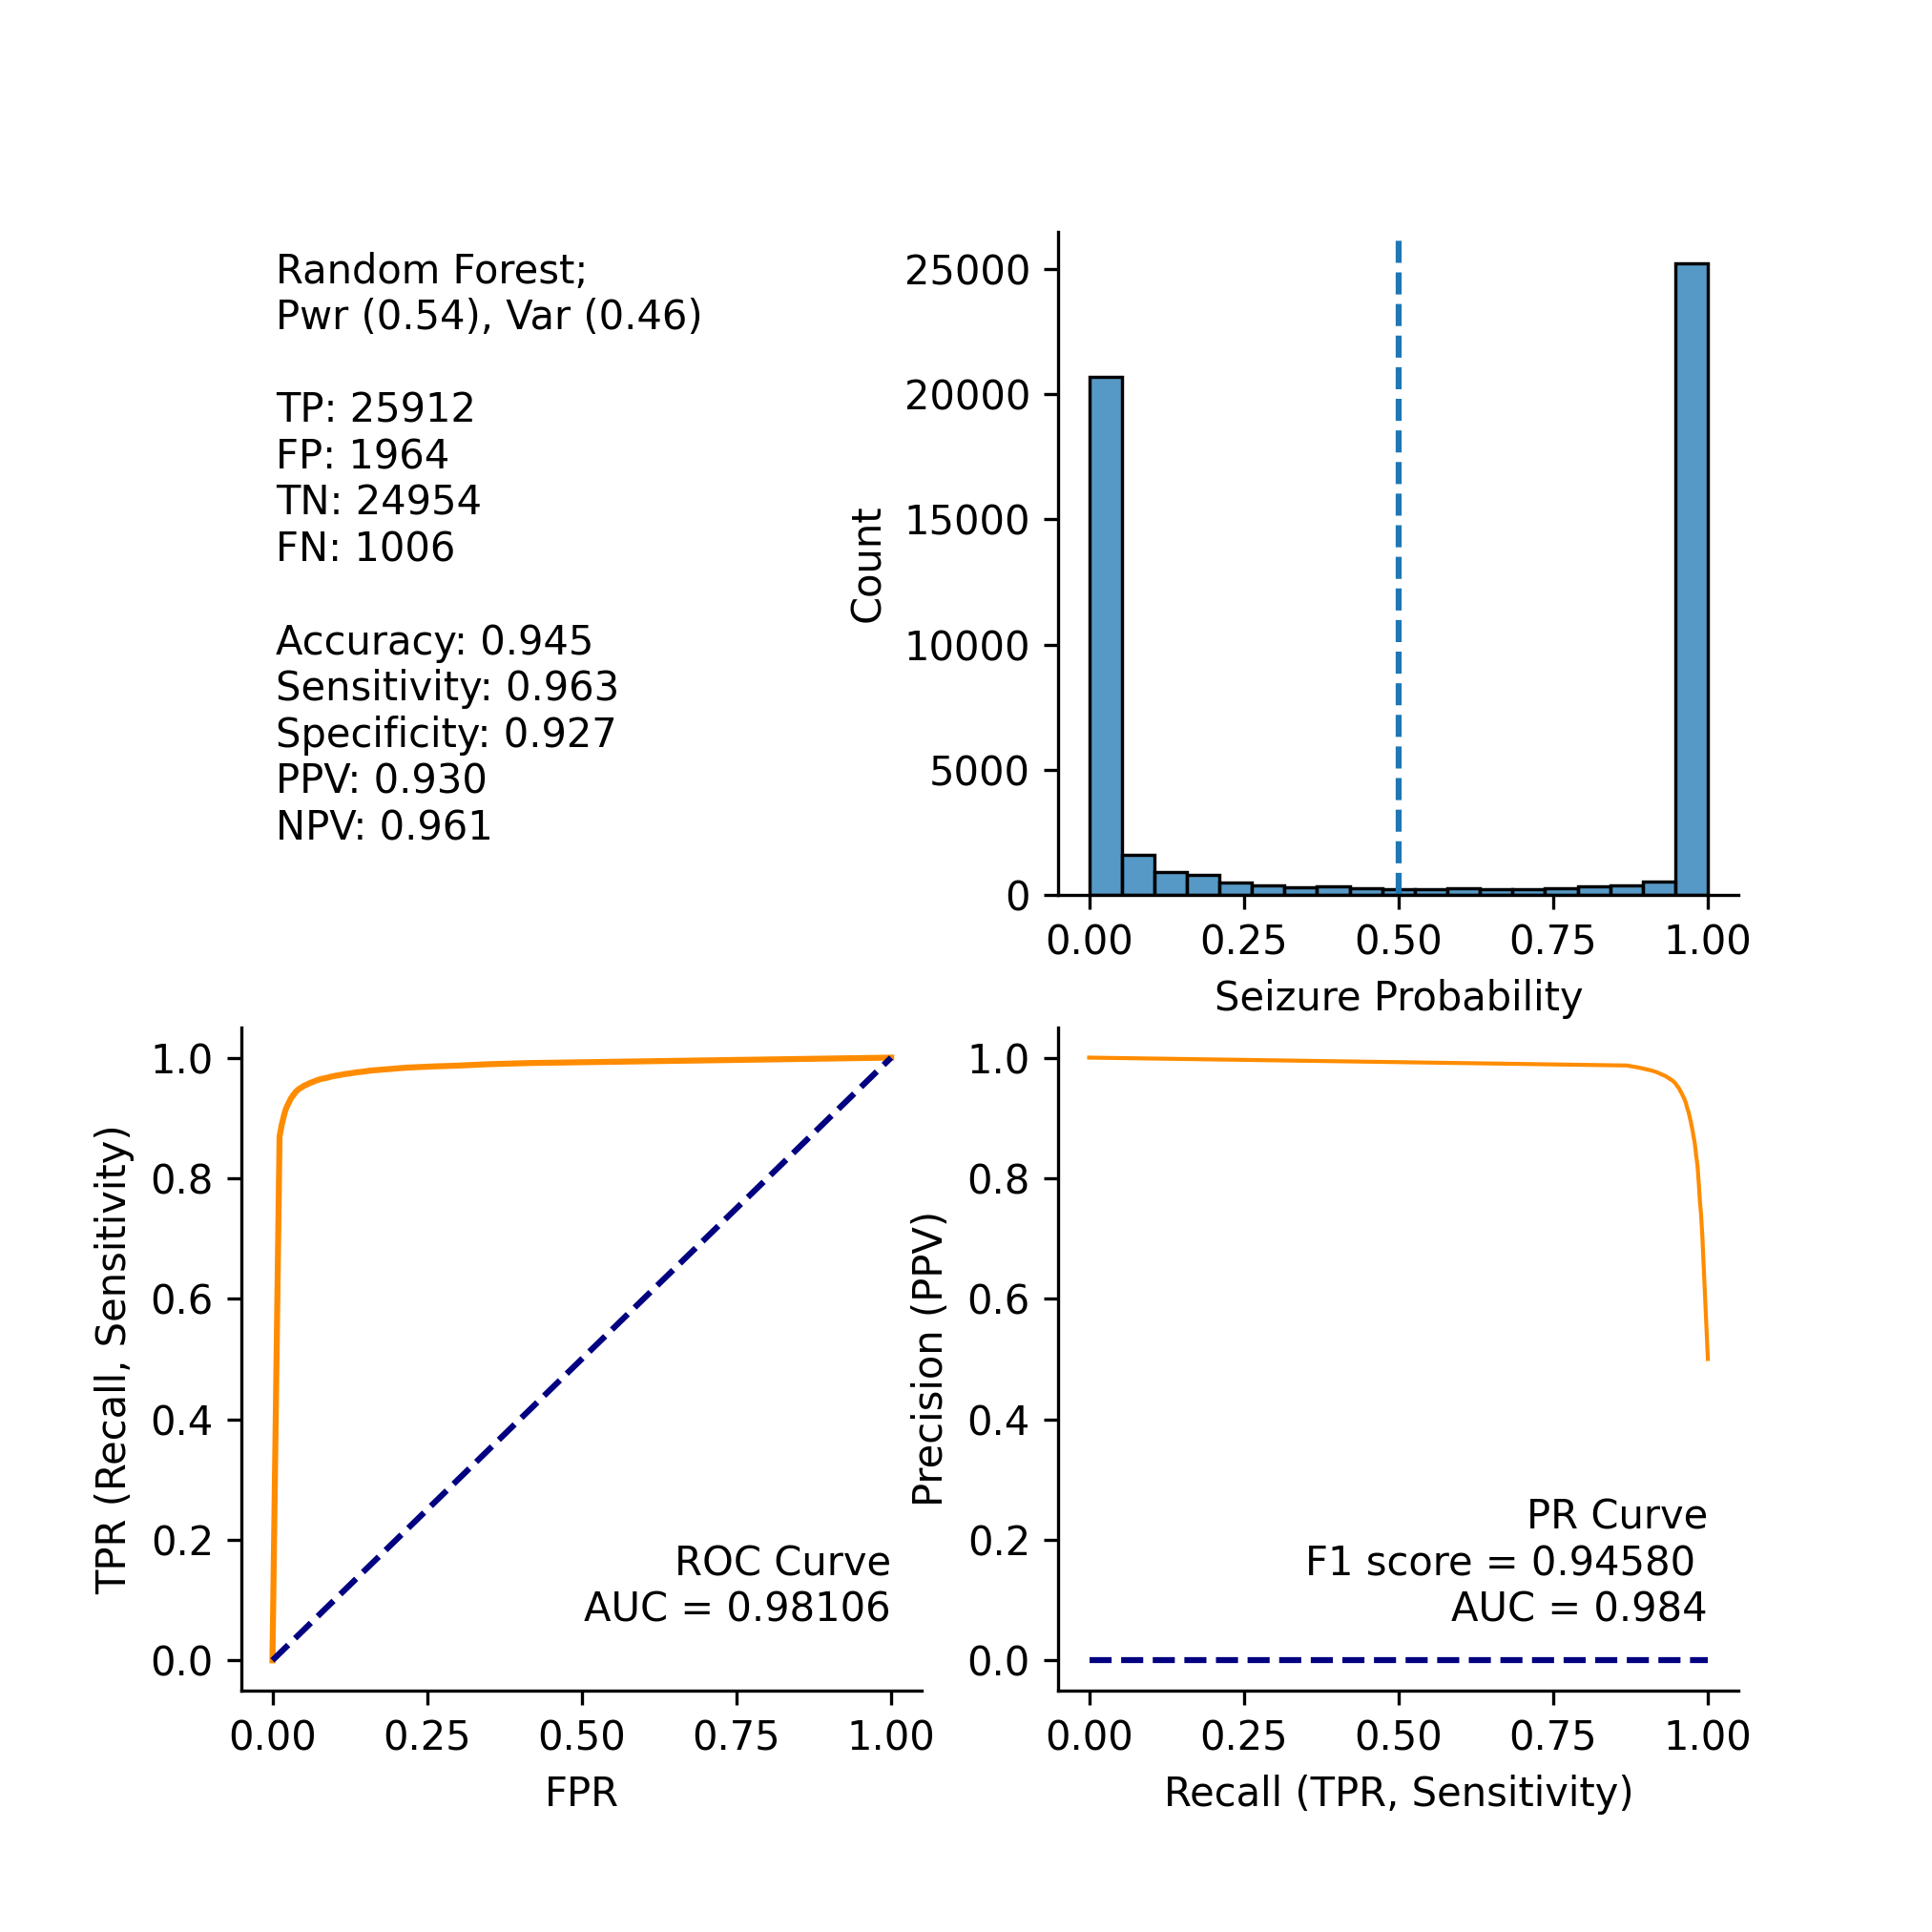 Random Forest;
Pwr (0.54), Var (0.46)
TP: 25912
FP: 1964
TN: 24954
FN: 1006
Accuracy: 0.945
Sensitivity: 0.963
Specificity: 0.927
PPV: 0.930
NPV: 0.961
Count
25000
20000
15000
10000
5000
0
0.00 0.25 0.50 0.75 1.00
Seizure Probability
TPR (Recall, Sensitivity)
1.0
0.8
0.6
0.4
0.2
0.0
ROC Curve
AUC = 0.98106
0.00 0.25 0.50 0.75 1.00
FPR
Precision (PPV)
1.0
0.8
0.6
0.4
0.2
0.0
PR Curve
F1 score = 0.94580
AUC = 0.984
0.00 0.25 0.50 0.75 1.00
Recall (TPR, Sensitivity)